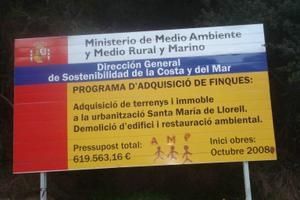 Ministerio de Medio Ambiente
y Medio Rural y Marino
Dirección General
de Sostenibilidad de la Costa y del Mar
PROGRAMA D'ADQUISICIÓ DE FINQUES:
Adquisició de terrenys i immoble
a la urbanització Santa María de Llorell.
Demolició d'edifici i restauració ambiental.
Pressupost total:
619.563,16 €
A M P
Inici obres:
Octubre 2008